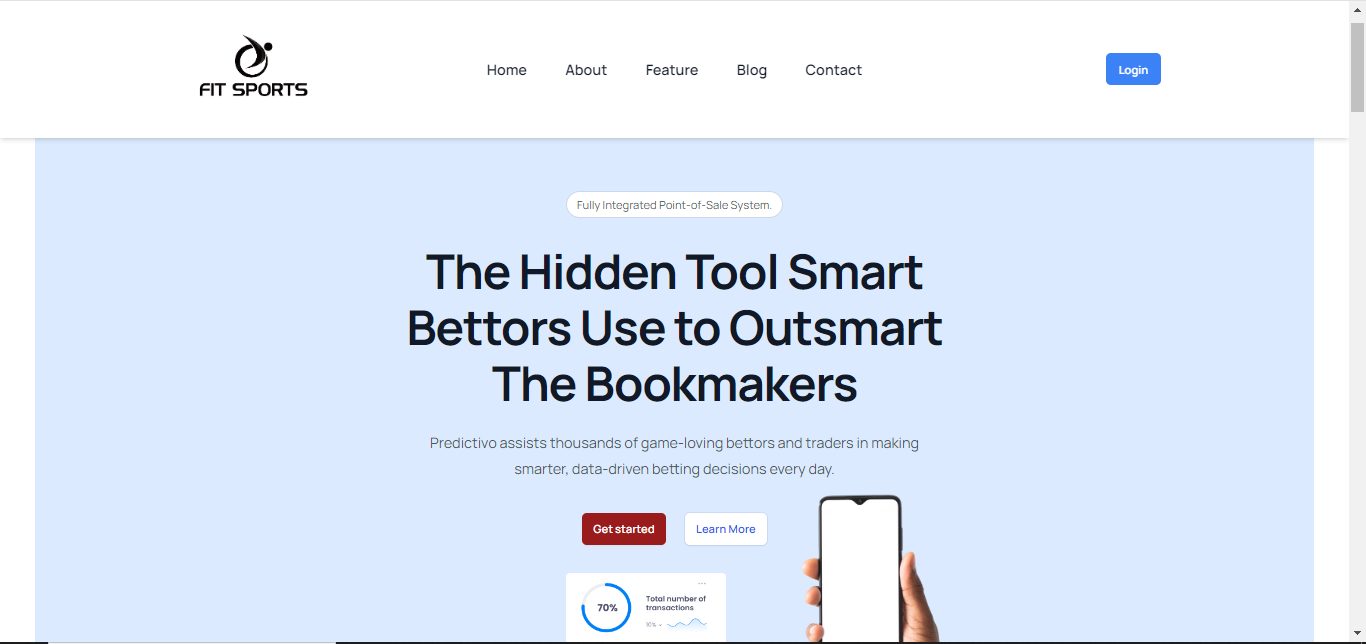 FIT SPORTS
Home About Feature Blog Contact
Login
Fully Integrated Point-of-Sale System.
The Hidden Tool Smart
Bettors Use to Outsmart
The Bookmakers
Predictivo assists thousands of game-loving bettors and traders in making
smarter, data-driven betting decisions every day.
Get started Learn More
70%
Total number of
transactions
10%